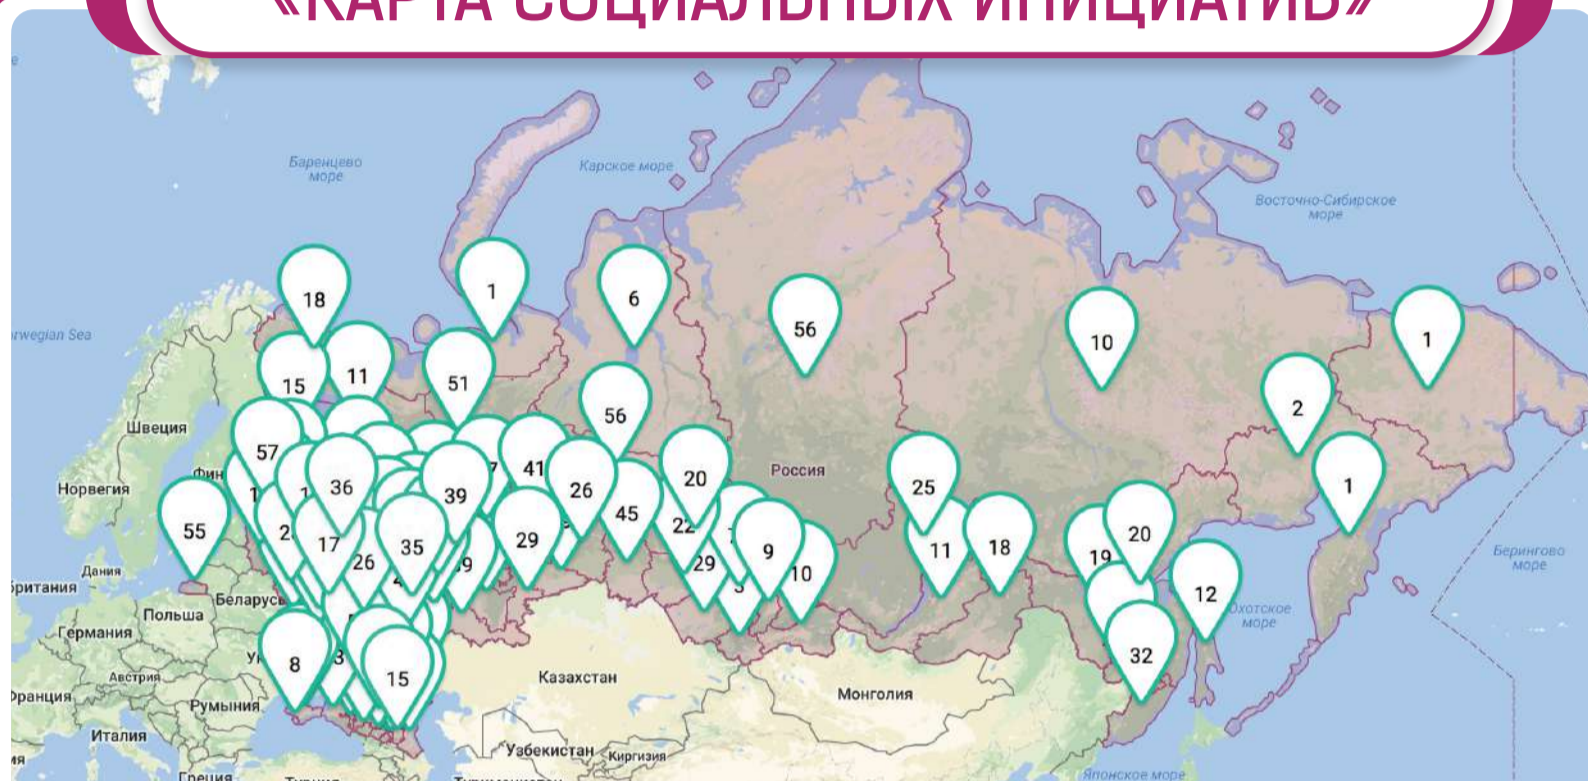 «КАРТА СОЦИАЛЬНЫХ ИНИЦИАТИВ»
Баренцево
море
Карское море
Восточно-Сибирское
море
18
1
6
56
10
1
rwegian Sea
15
11
51
2
56
Швеция
57
41
20
Россия
25
1
Норвегия
36
39
26
45
55
17
35
29
22
9
11
18
19
20
26
29
10
12
Берингово
море
Дания
британия
Польша
Беларусь
Германия
Охотское
море
8
15
32
Австрия
Франция
Румыния
Казахстан
Монголия
Италия
Узбекистан
Киргизия
Греция
Японское море